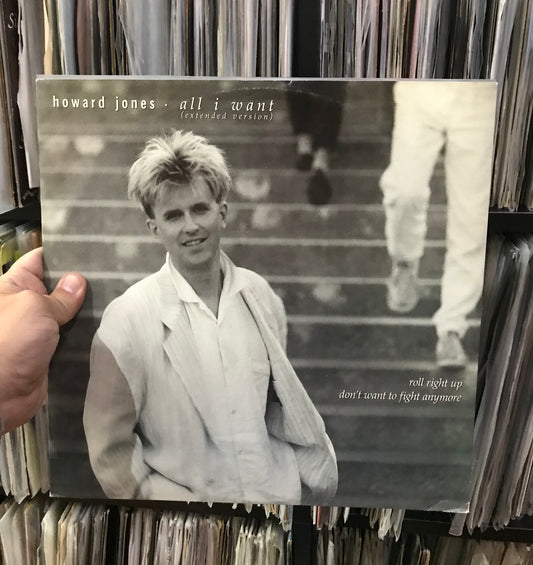 howard jones · all i want
(extended version)
roll right up
don't want to fight anymore